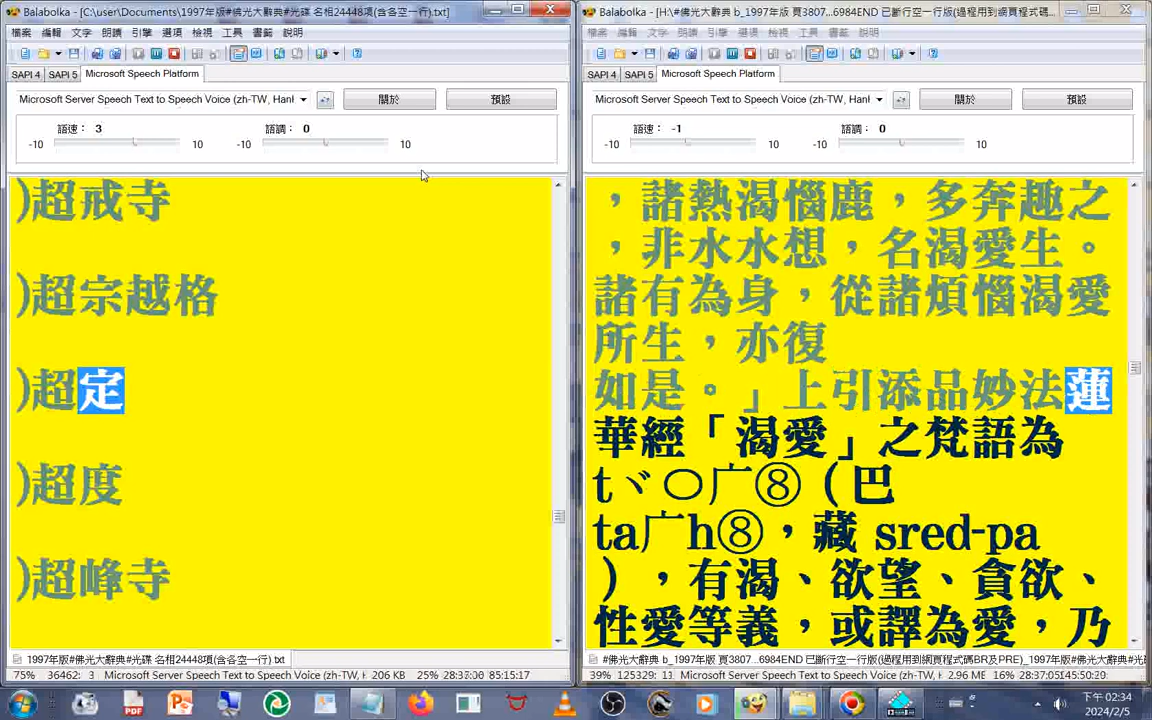 Balabolka - [C:\user\Documents\1997年版#佛光大辭典#光碟 名相24448項(含各空一行).txt]
檔案 編輯 文字 朗讀 引擎 選項 檢視 工具 書籤 說明
SAPI 4 SAPI 5 Microsoft Speech Platform
Microsoft Server Speech Text to Speech Voice (zh-TW, Han
關於 預設
語速： 3 語調： 0
-10 10 -10 10
)超戒寺
)超宗越格
)超定
)超度
)超峰寺
1997年版#佛光大辭典#光碟 名相24448項(含各空一行).txt
75% 36462: 3 Microsoft Server Speech Text to Speech Voice (zh-TW, H 206 KB 25% 28:37:00 85:15:17
Balabolka - [H:\#佛光大辭典 b_1997年版 頁3807...6984END 已斷行空一行版(過程用到網頁程式碼...
檔案 編輯 文字 朗讀 引擎 選項 檢視 工具 書籤 說明
SAPI 4 SAPI 5 Microsoft Speech Platform
Microsoft Server Speech Text to Speech Voice (zh-TW, Han
關於 預設
語速： -1 語調： 0
-10 10 -10 10
，諸熱渴惱鹿，多奔趣之
，非水水想，名渴愛生。
諸有為身，從諸煩惱渴愛
所生，亦復
如是。」上引添品妙法蓮
華經「渴愛」之梵語為
tヾ〇广⑧（巴
ta广h⑧，藏 sred-pa
），有渴、欲望、貪欲、
性愛等義，或譯為愛，乃
#佛光大辭典 b_1997年版 頁3807...6984END 已斷行空一行版(過程用到網頁程式碼BR及PRE)_1997年版#光
39% 125329: 11 Microsoft Server Speech Text to Speech Voice (zh-TW, H 2.96 ME 16% 28:37:05 145:50:20
下午 02:34
2024/2/5